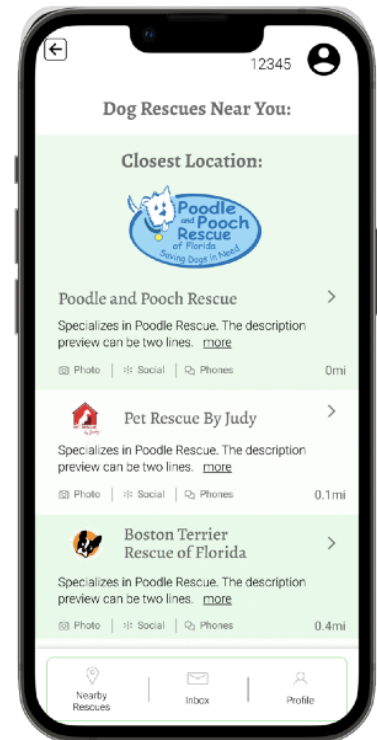 12345
Dog Rescues Near You:
Closest Location:
Poodle
and Pooch
Rescue
of Florida
Saving Dogs in Need
Poodle and Pooch Rescue
Specializes in Poodle Rescue. The description
preview can be two lines. more
Photo Social Phones 0mi
Pet Rescue By Judy
Specializes in Poodle Rescue. The description
preview can be two lines. more
Photo Social Phones 0.1mi
Boston Terrier
Rescue of Florida
Specializes in Poodle Rescue. The description
preview can be two lines. more
Photo Social Phones 0.4mi
Nearby
Rescues
Inbox
Profile